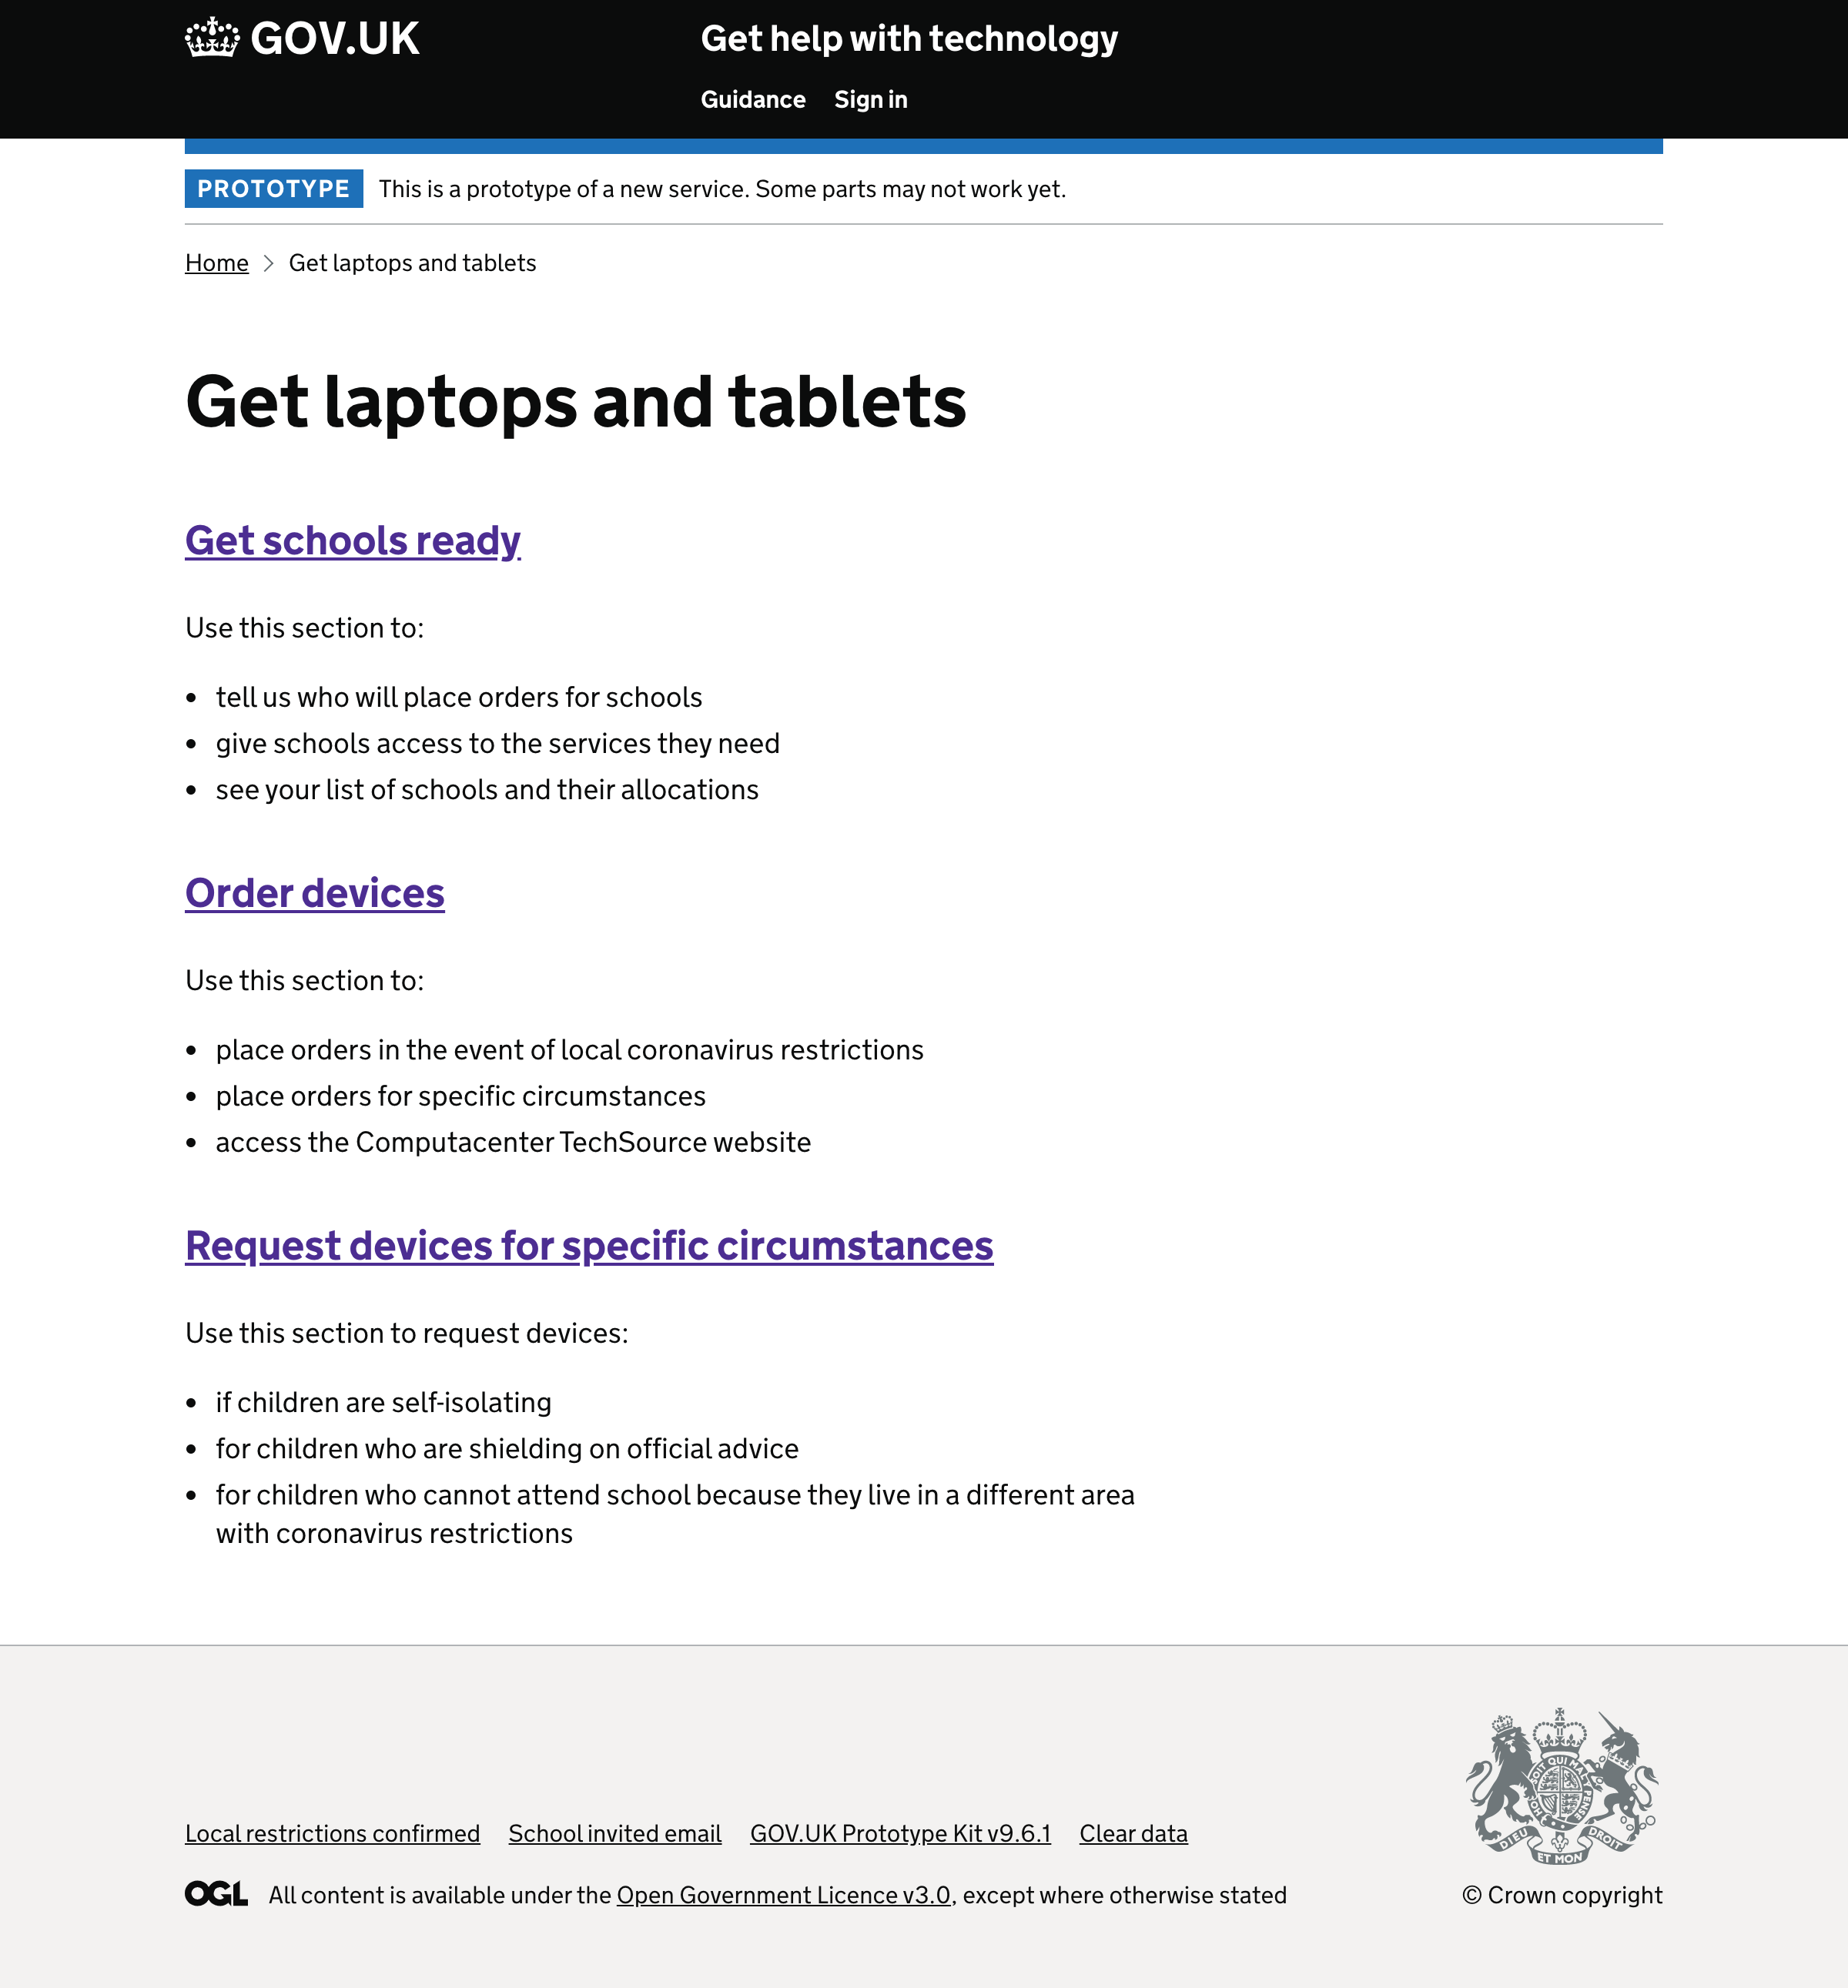 GOV.UK
Get help with technology
Guidance Sign in
PROTOTYPE This is a prototype of a new service. Some parts may not work yet.
Home Get laptops and tablets
Get laptops and tablets
Get schools ready
Use this section to:
• tell us who will place orders for schools
• give schools access to the services they need
• see your list of schools and their allocations
Order devices
Use this section to:
• place orders in the event of local coronavirus restrictions
• place orders for specific circumstances
• access the Computacenter TechSource website
Request devices for specific circumstances
Use this section to request devices:
• if children are self-isolating
• for children who are shielding on official advice
• for children who cannot attend school because they live in a different area
with coronavirus restrictions
Local restrictions confirmed School invited email GOV.UK Prototype Kit v9.6.1 Clear data
OGL All content is available under the Open Government Licence v3.0, except where otherwise stated
DIEU ET MON DROIT
© Crown copyright